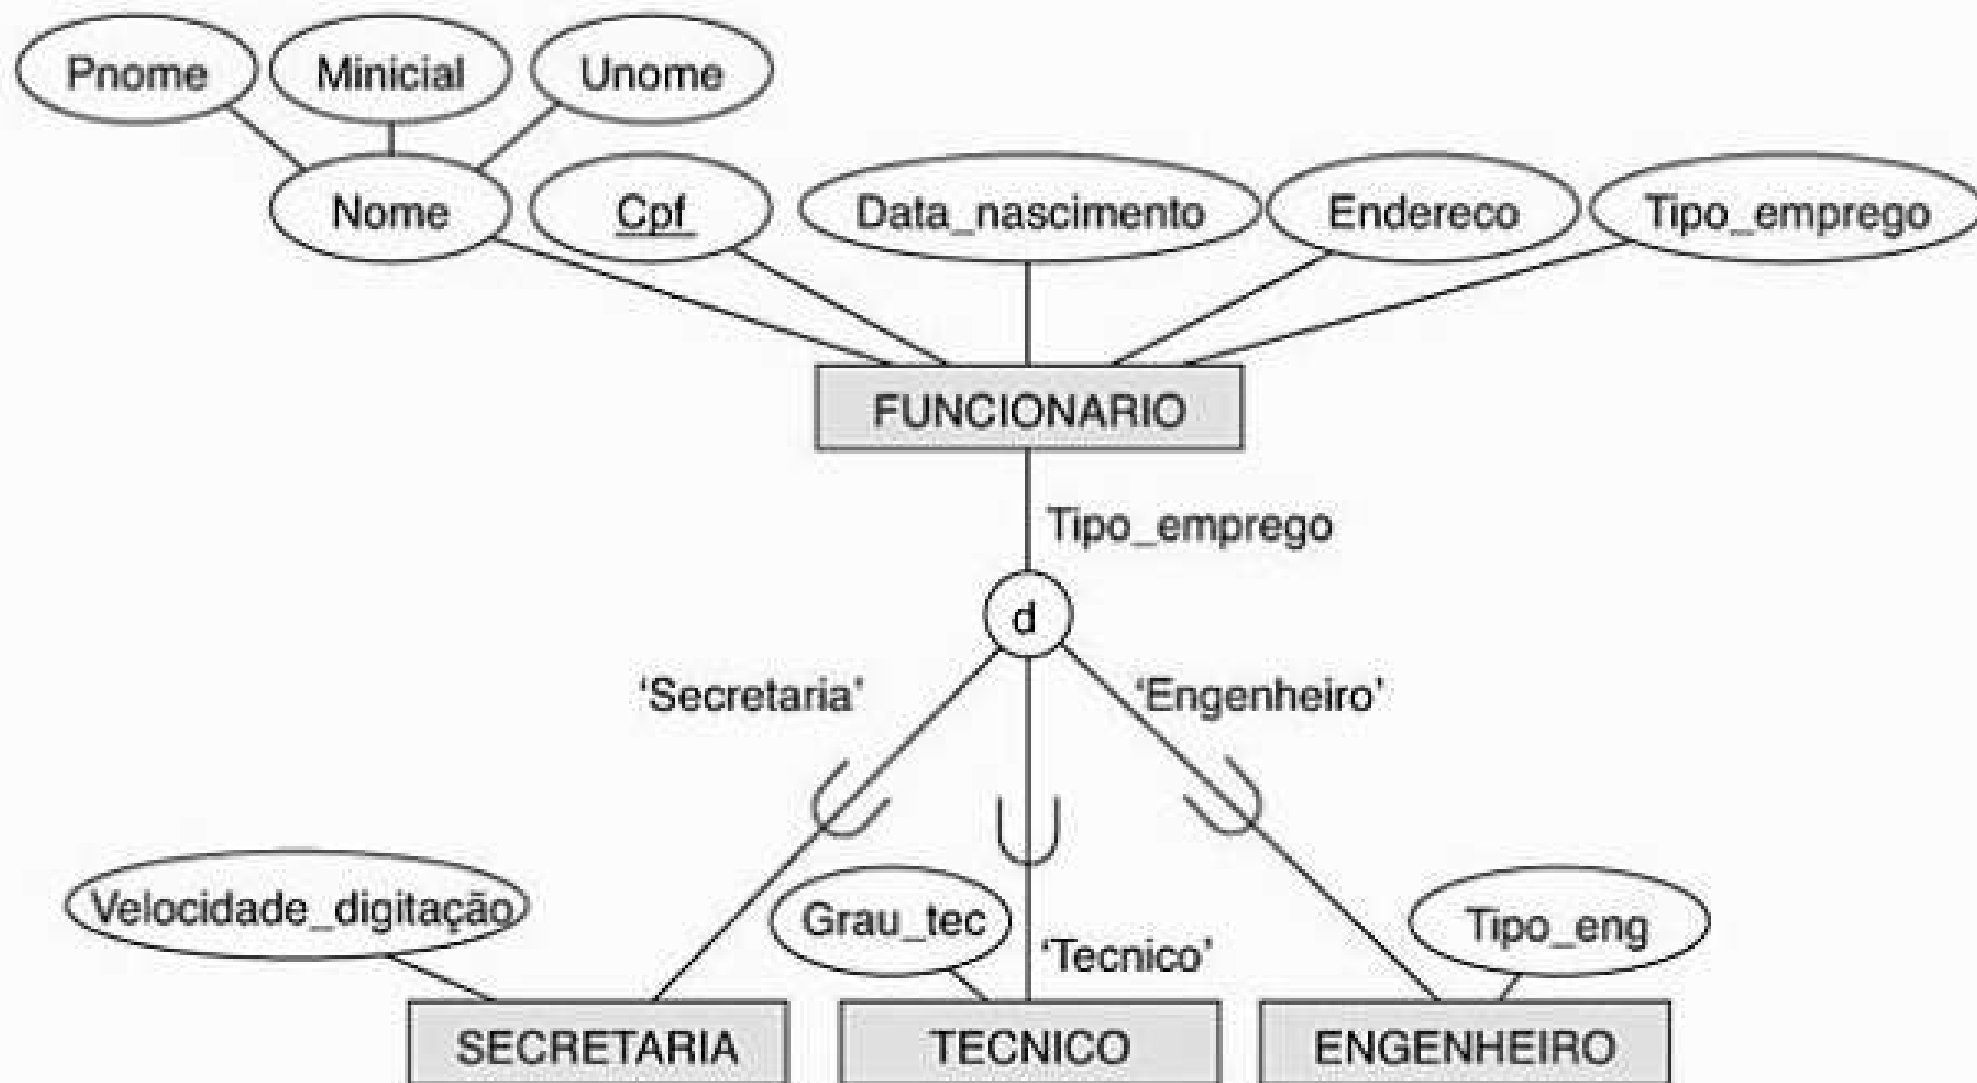 Pnome Minicial Unome
Nome Cpf Data_nascimento Endereco Tipo_emprego
FUNCIONARIO
Tipo_emprego
d
‘Secretaria’ ‘Engenheiro’
Velocidade_digitação Grau_tec Tipo_eng
‘Tecnico’
SECRETARIA TECNICO ENGENHEIRO